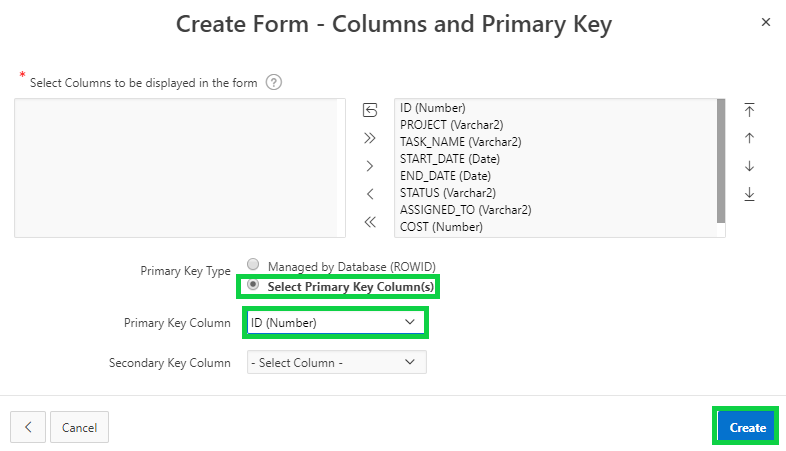 Create Form - Columns and Primary Key
* Select Columns to be displayed in the form ?
ID (Number)
PROJECT (Varchar2)
TASK_NAME (Varchar2)
START_DATE (Date)
END_DATE (Date)
STATUS (Varchar2)
ASSIGNED_TO (Varchar2)
COST (Number)
Primary Key Type
Managed by Database (ROWID)
Select Primary Key Column(s)
Primary Key Column ID (Number)
Secondary Key Column - Select Column -
Cancel Create